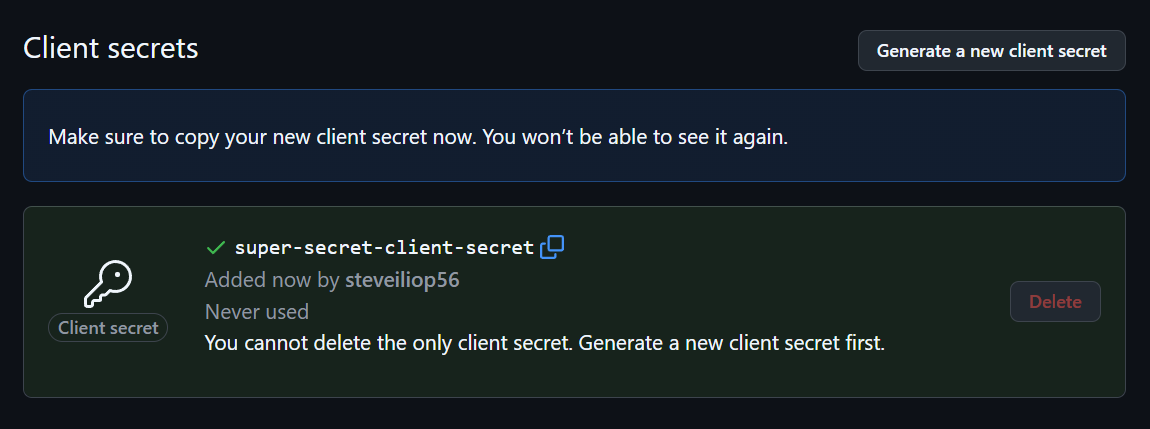 Client secrets
Generate a new client secret
Make sure to copy your new client secret now. You won’t be able to see it again.
super-secret-client-secret
Added now by steveiliop56
Never used
You cannot delete the only client secret. Generate a new client secret first.
Client secret
Delete